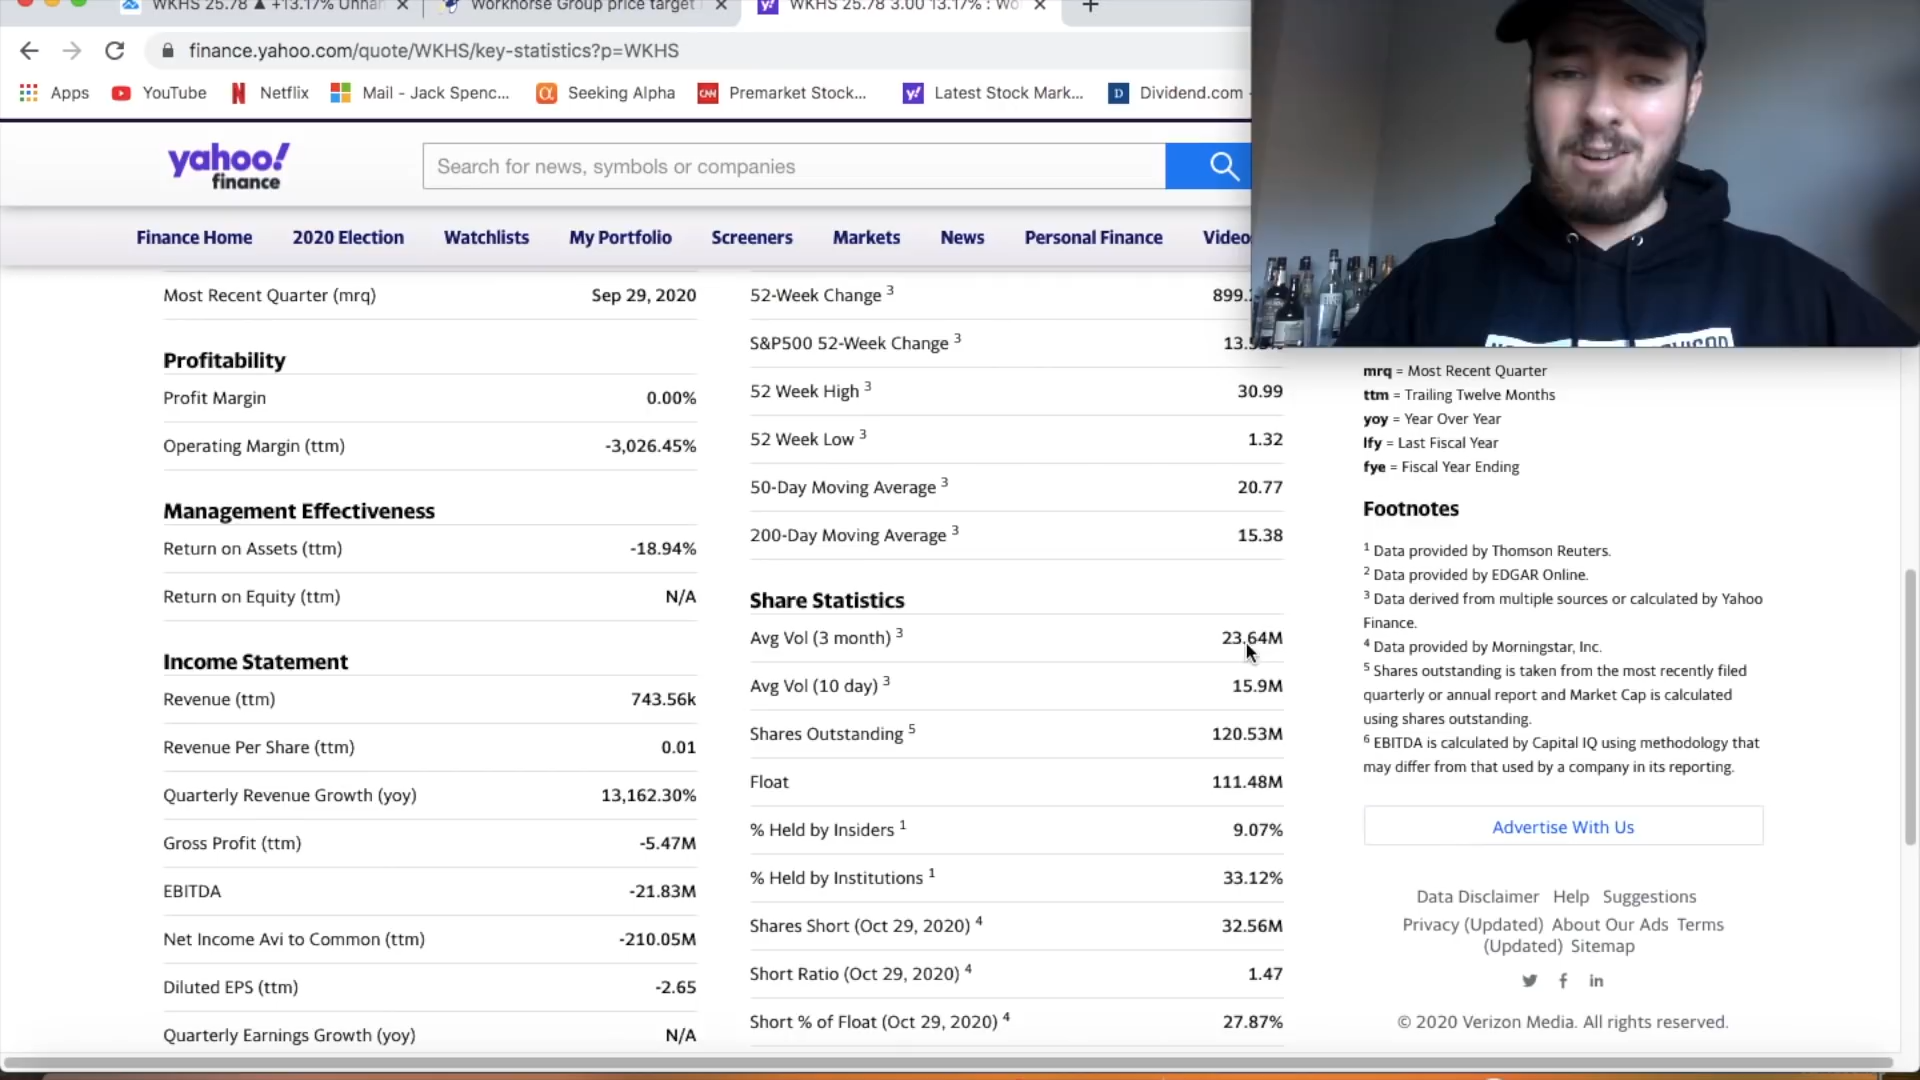 WKHS 25.78 ▲ +13.17%
Workhorse Group price target
WKHS 25.78 3.00 13.17% : Wo
finance.yahoo.com/quote/WKHS/key-statistics?p=WKHS
Apps YouTube Netflix Mail - Jack Spenc... Seeking Alpha CNN Premarket Stock... y! Latest Stock Mark... D Dividend.com -
yahoo!
finance
Search for news, symbols or companies
Finance Home 2020 Election Watchlists My Portfolio Screeners Markets News Personal Finance
Most Recent Quarter (mrq) Sep 29, 2020
Profitability
Profit Margin 0.00%
Operating Margin (ttm) -3,026.45%
Management Effectiveness
Return on Assets (ttm) -18.94%
Return on Equity (ttm) N/A
Income Statement
Revenue (ttm) 743.56k
Revenue Per Share (ttm) 0.01
Quarterly Revenue Growth (yoy) 13,162.30%
Gross Profit (ttm) -5.47M
EBITDA -21.83M
Net Income Avi to Common (ttm) -210.05M
Diluted EPS (ttm) -2.65
Quarterly Earnings Growth (yoy) N/A
52-Week Change 3 899.
S&P500 52-Week Change 3 13.
52 Week High 3 30.99
52 Week Low 3 1.32
50-Day Moving Average 3 20.77
200-Day Moving Average 3 15.38
Share Statistics
Avg Vol (3 month) 3 23.64M
Avg Vol (10 day) 3 15.9M
Shares Outstanding 5 120.53M
Float 111.48M
% Held by Insiders 1 9.07%
% Held by Institutions 1 33.12%
Shares Short (Oct 29, 2020) 4 32.56M
Short Ratio (Oct 29, 2020) 4 1.47
Short % of Float (Oct 29, 2020) 4 27.87%
mrq = Most Recent Quarter
ttm = Trailing Twelve Months
yoy = Year Over Year
lfy = Last Fiscal Year
fye = Fiscal Year Ending
Footnotes
1 Data provided by Thomson Reuters.
2 Data provided by EDGAR Online.
3 Data derived from multiple sources or calculated by Yahoo
Finance.
4 Data provided by Morningstar, Inc.
5 Shares outstanding is taken from the most recently filed
quarterly or annual report and Market Cap is calculated
using shares outstanding.
6 EBITDA is calculated by Capital IQ using methodology that
may differ from that used by a company in its reporting.
Advertise With Us
Data Disclaimer Help Suggestions
Privacy (Updated) About Our Ads Terms
(Updated) Sitemap
© 2020 Verizon Media. All rights reserved.